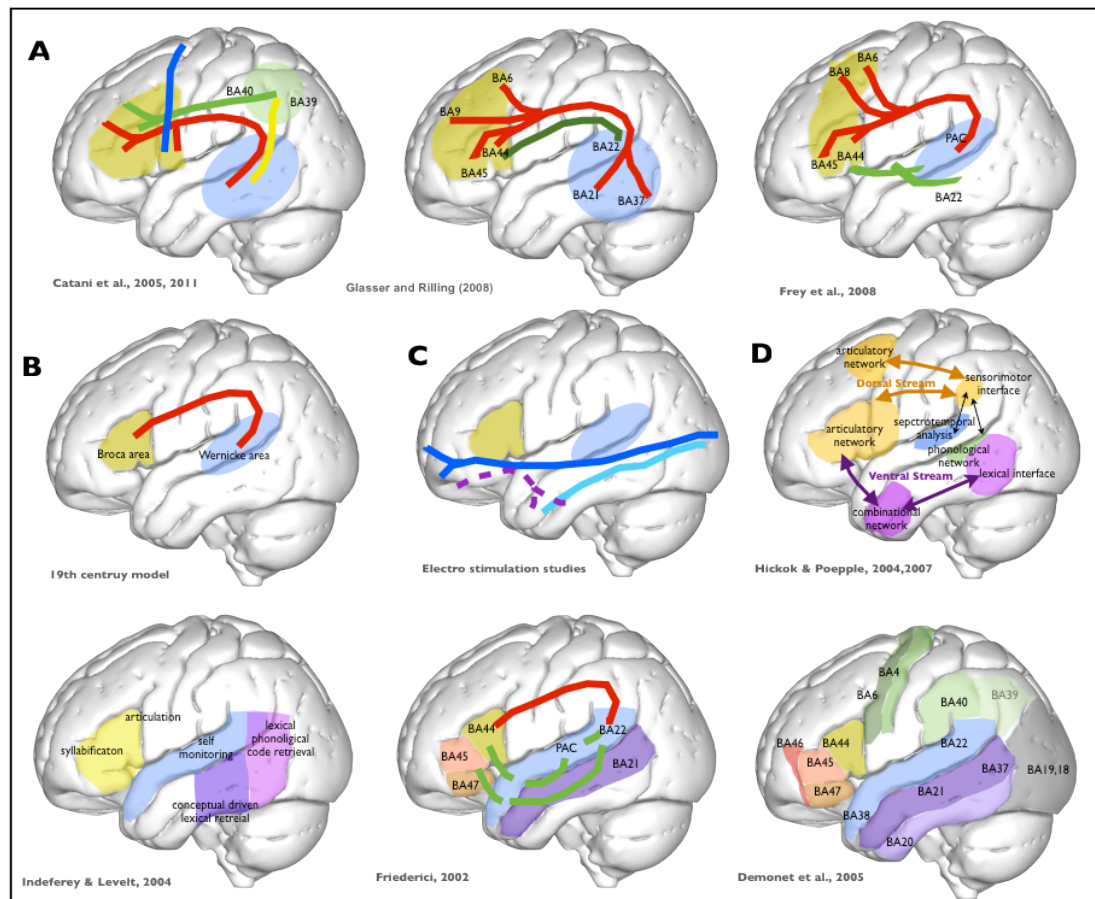 A
BA40
BA39
Catani et al., 2005, 2011
BA6
BA9
BA44
BA45
BA22
BA21
BA37
Glasser and Rilling (2008)
BA6
BA8
PAC
BA45
BA44
BA22
Frey et al., 2008
B
Broca area
Wernicke area
19th centruy model
C
Electro stimulation studies
D
articulatory
network
sensorimotor
interface
Dorsal Stream
articulatory
network
sepctrotemporal
analysis
phonological
network
lexical interface
Ventral Stream
combinational
network
Hickok & Poepple, 2004,2007
articulation
syllabificaton
self
monitoring
lexical
phonoligical
code retrieval
conceptual driven
lexical retreial
Indeferey & Levelt, 2004
BA44
BA22
PAC
BA45
BA21
BA47
Friederici, 2002
BA4
BA6
BA40
BA39
BA46
BA44
BA22
BA45
BA37
BA19,18
BA47
BA21
BA38
BA20
Demonet et al., 2005